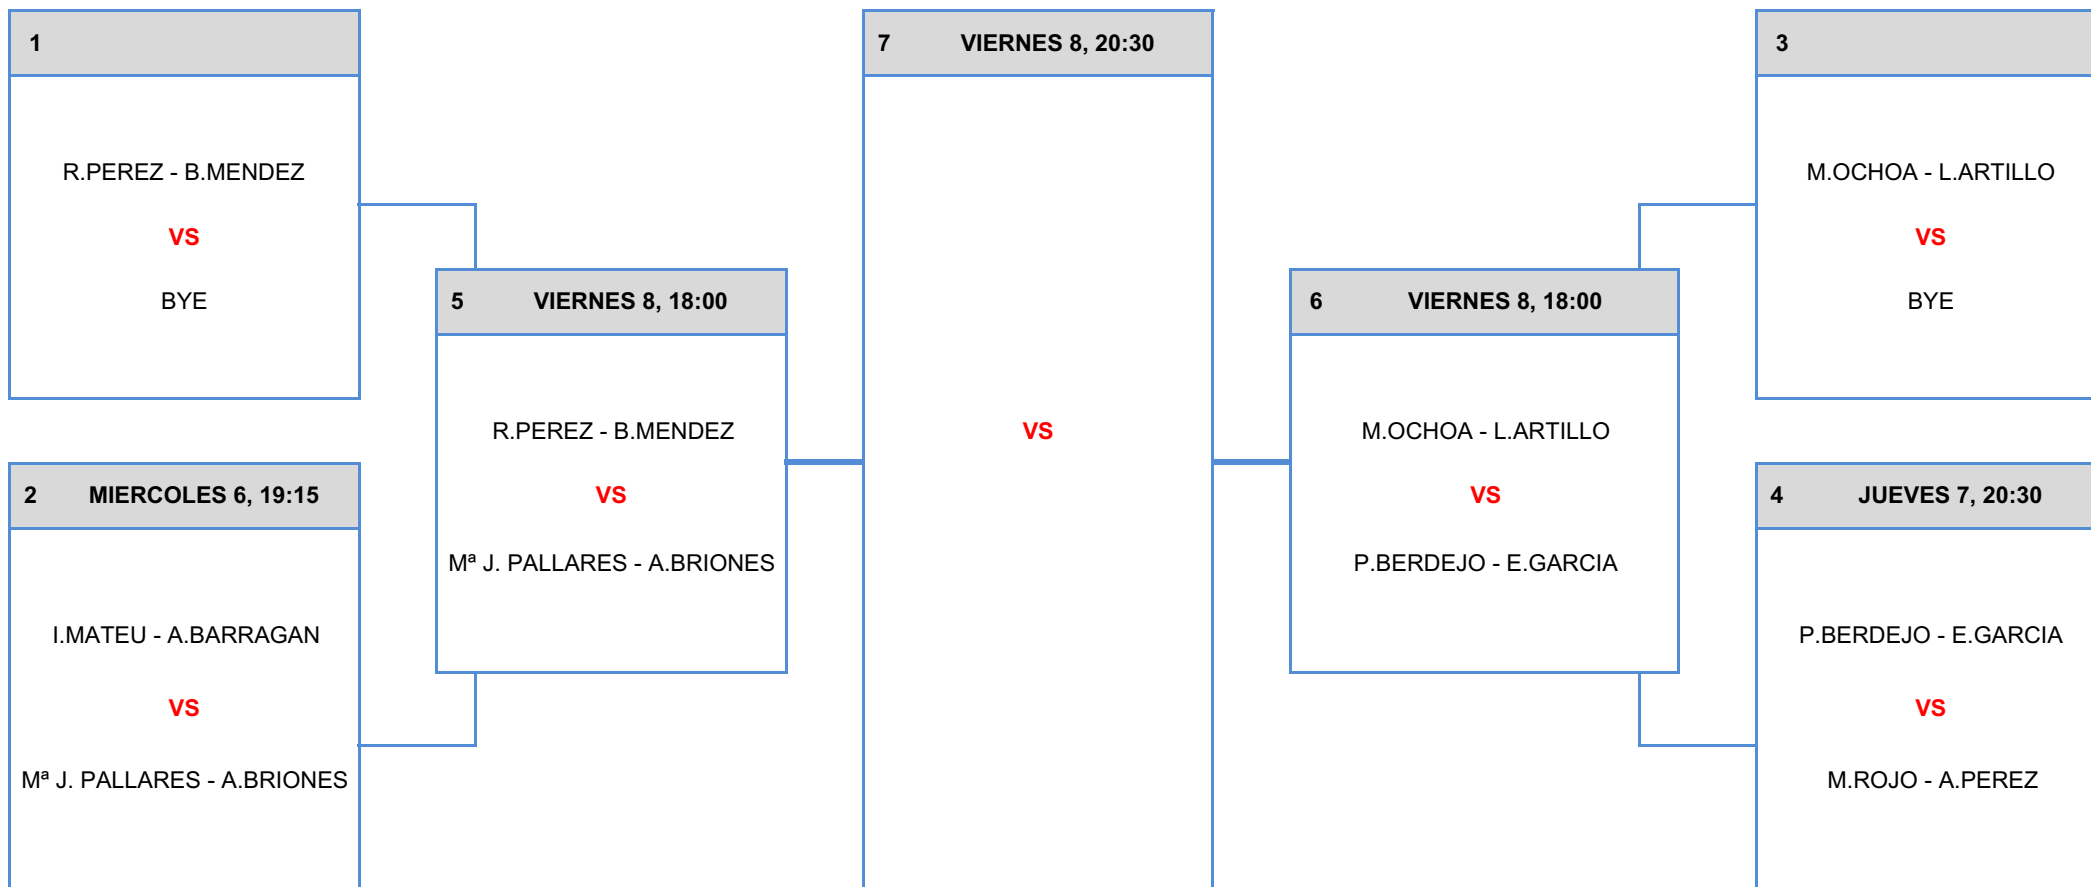 1
R.PEREZ - B.MENDEZ
VS
BYE
2 MIERCOLES 6, 19:15
I.MATEU - A.BARRAGAN
VS
Mª J. PALLARES - A.BRIONES
5 VIERNES 8, 18:00
R.PEREZ - B.MENDEZ
VS
Mª J. PALLARES - A.BRIONES
7 VIERNES 8, 20:30
VS
6 VIERNES 8, 18:00
M.OCHOA - L.ARTILLO
VS
P.BERDEJO - E.GARCIA
3
M.OCHOA - L.ARTILLO
VS
BYE
4 JUEVES 7, 20:30
P.BERDEJO - E.GARCIA
VS
M.ROJO - A.PEREZ